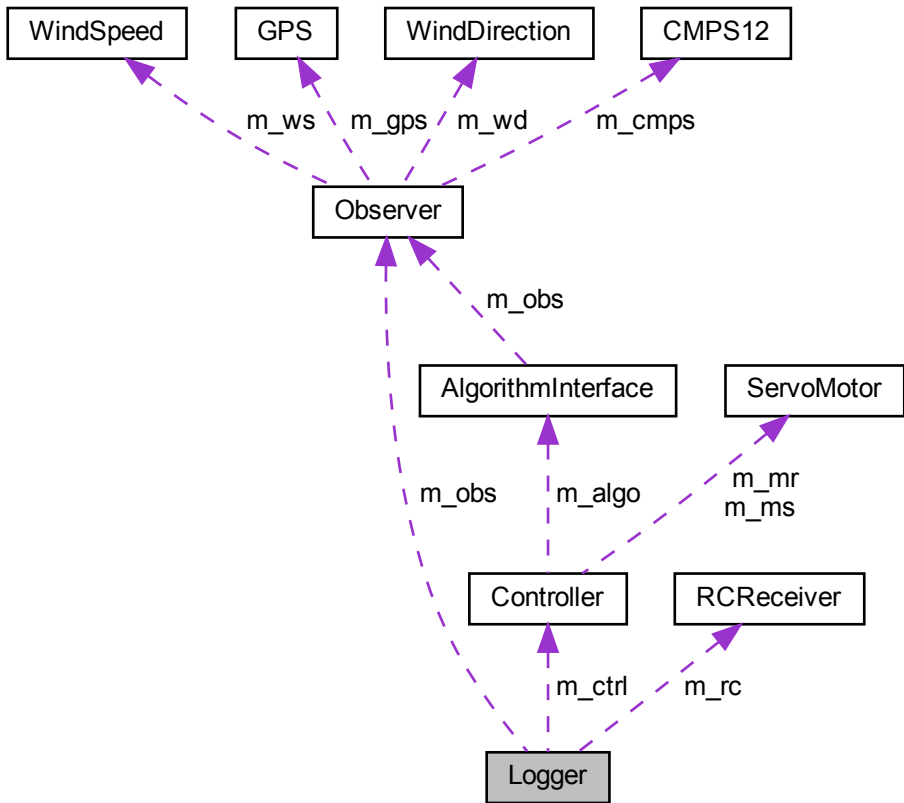 WindSpeed
GPS
WindDirection
CMPS12
m_ws
m_gps
m_wd
m_cmps
Observer
m_obs
AlgorithmInterface
ServoMotor
m_obs
m_algo
m_mr
m_ms
Controller
RCReceiver
m_ctrl
m_rc
Logger